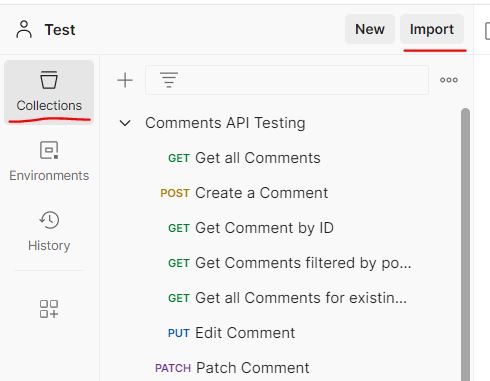 Test
New
Import
Collections
Environments
History
Comments API Testing
GET Get all Comments
POST Create a Comment
GET Get Comment by ID
GET Get Comments filtered by po...
GET Get all Comments for existin...
PUT Edit Comment
PATCH Patch Comment